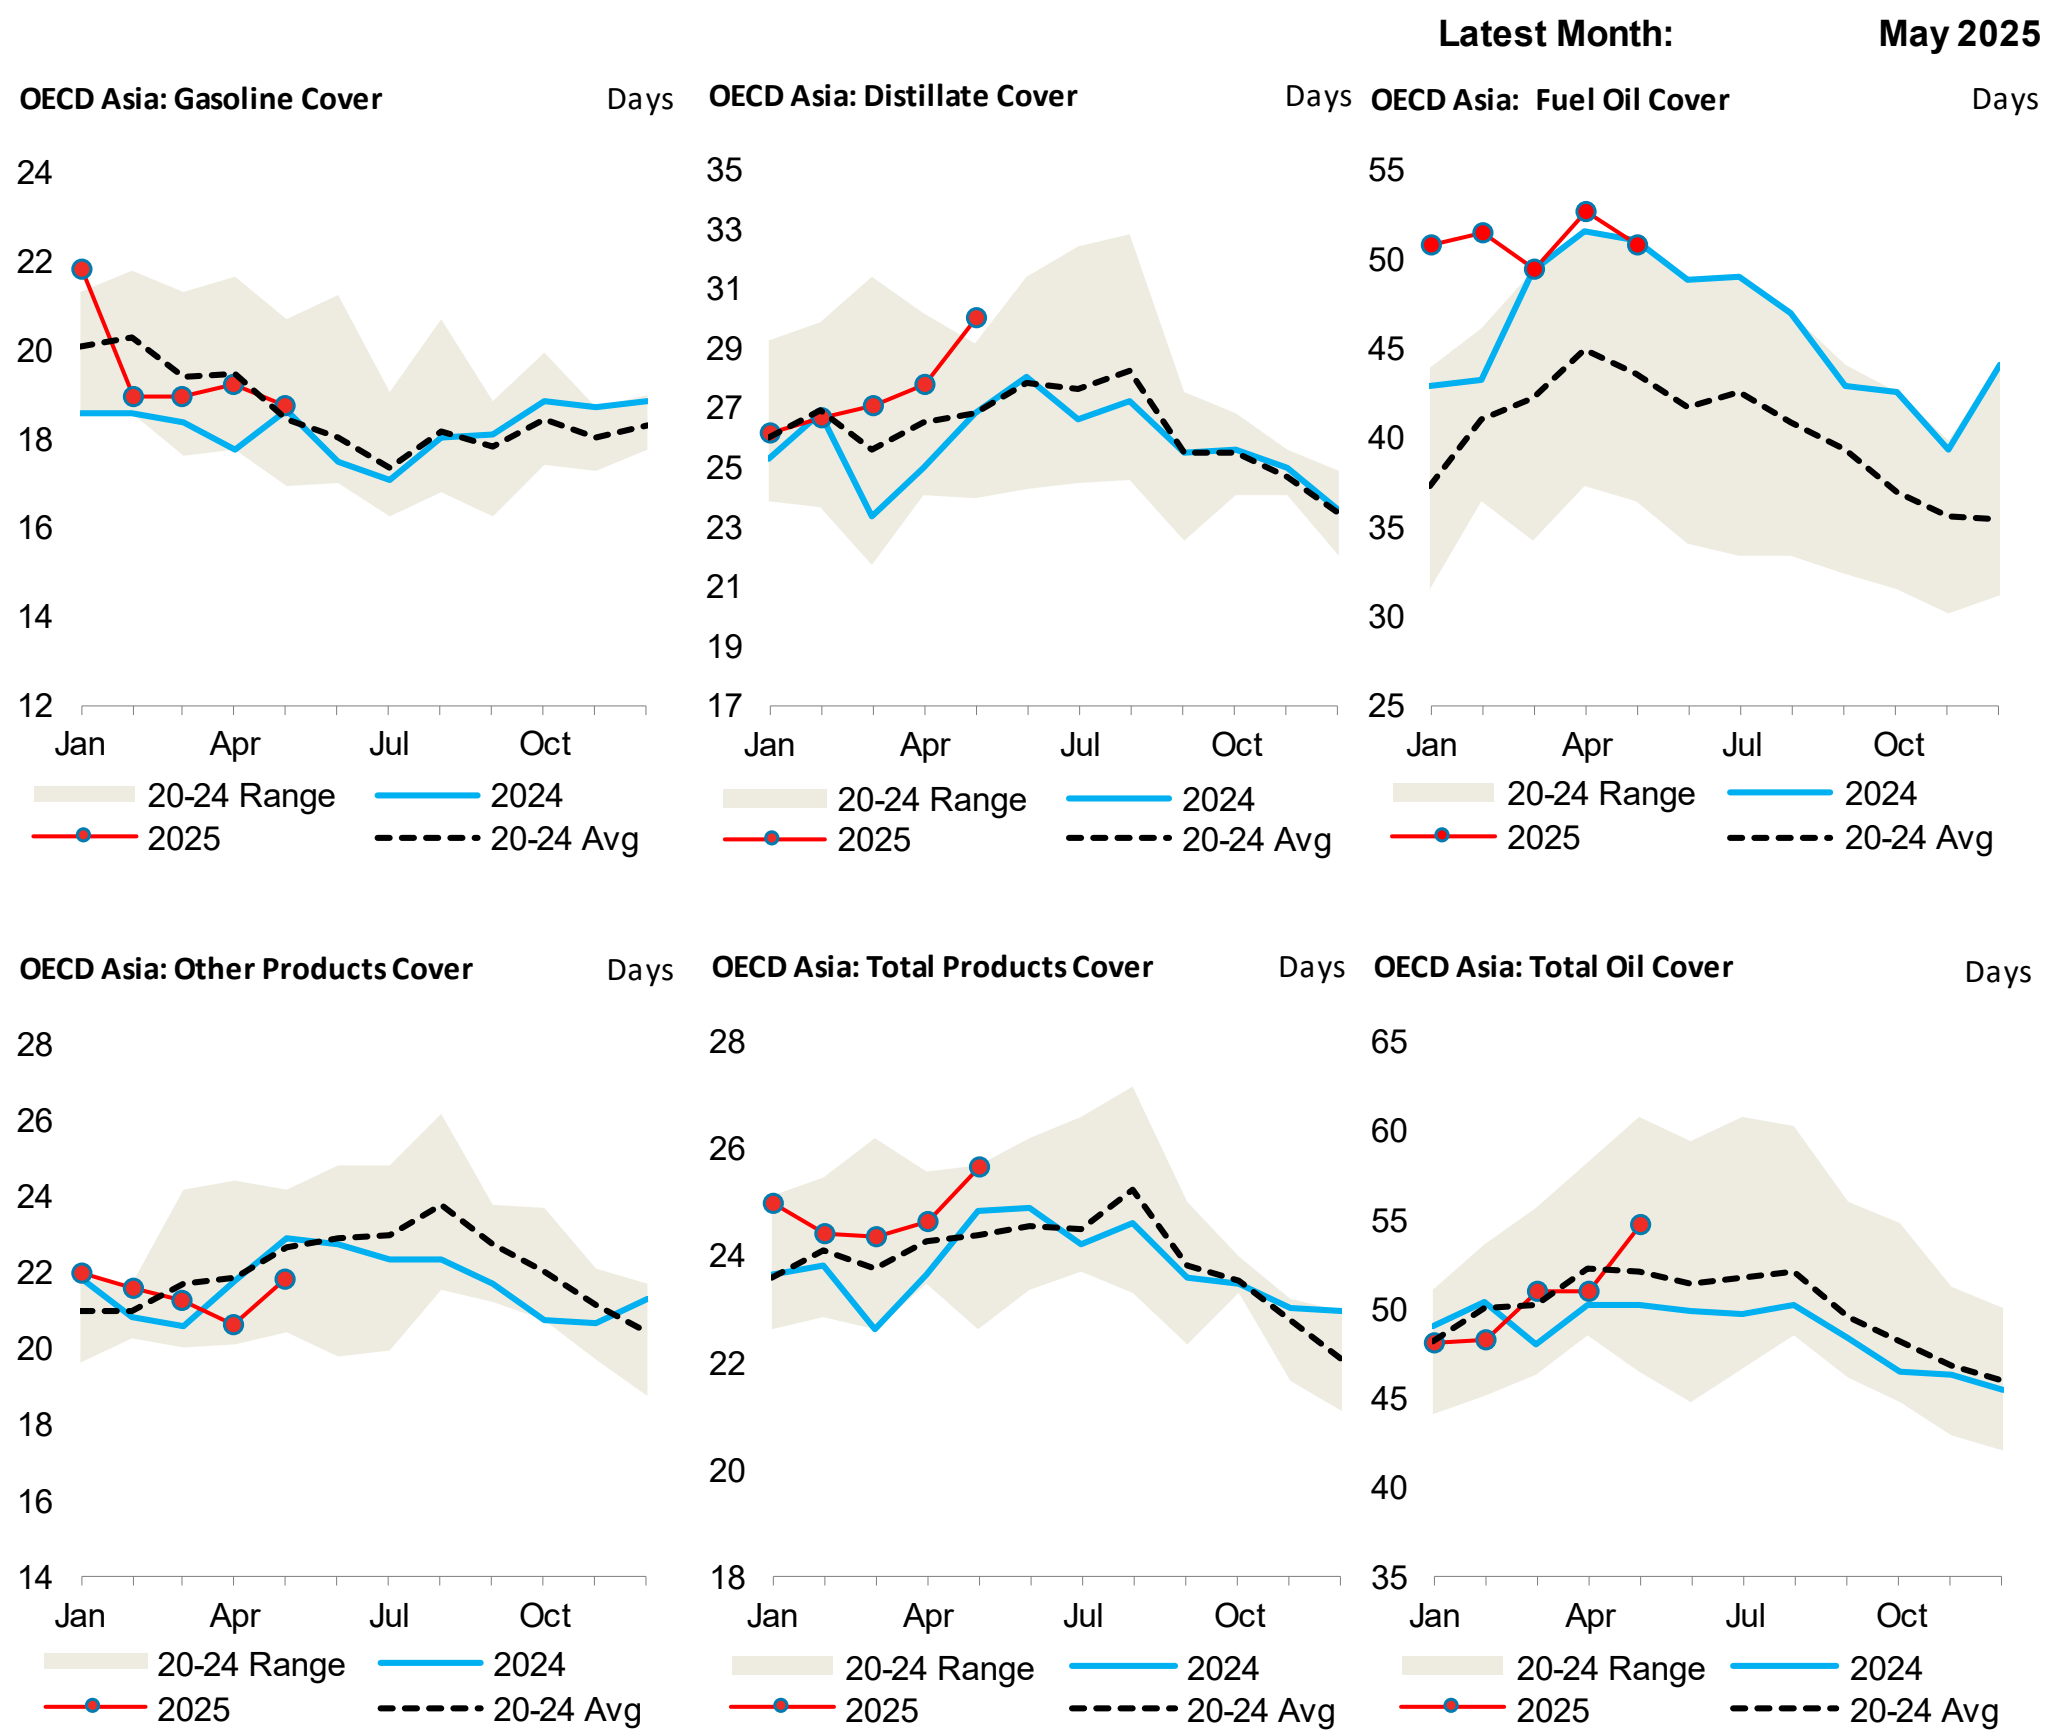 Latest Month: May 2025
OECD Asia: Gasoline Cover Days
24
22
20
18
16
14
12
Jan Apr Jul Oct
20-24 Range 2024
2025 20-24 Avg
OECD Asia: Distillate Cover Days
35
33
31
29
27
25
23
21
19
17
Jan Apr Jul Oct
20-24 Range 2024
2025 20-24 Avg
OECD Asia: Fuel Oil Cover Days
55
50
45
40
35
30
25
Jan Apr Jul Oct
20-24 Range 2024
2025 20-24 Avg
OECD Asia: Other Products Cover Days
28
26
24
22
20
18
16
14
Jan Apr Jul Oct
20-24 Range 2024
2025 20-24 Avg
OECD Asia: Total Products Cover Days
28
26
24
22
20
18
Jan Apr Jul Oct
20-24 Range 2024
2025 20-24 Avg
OECD Asia: Total Oil Cover Days
65
60
55
50
45
40
35
Jan Apr Jul Oct
20-24 Range 2024
2025 20-24 Avg